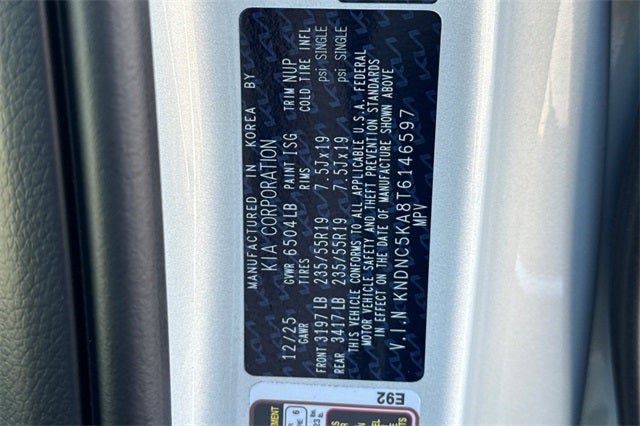 MANUFACTURED IN KOREA BY
KIA CORPORATION
12/25 GVWR 6504LB PAINT ISG TRIM NUP
GAWR TIRES RIMS COLD TIRE INFL
FRONT 3197LB 235/55R19 7.5Jx19 psi SINGLE
REAR 3417LB 235/55R19 7.5Jx19 psi SINGLE
THIS VEHICLE CONFORMS TO ALL APPLICABLE U.S.A. FEDERAL
MOTOR VEHICLE SAFETY AND THEFT PREVENTION STANDARDS
IN EFFECT ON THE DATE OF MANUFACTURE SHOWN ABOVE
V.I.N KNDNC5KA8T6146597
MPV
E92